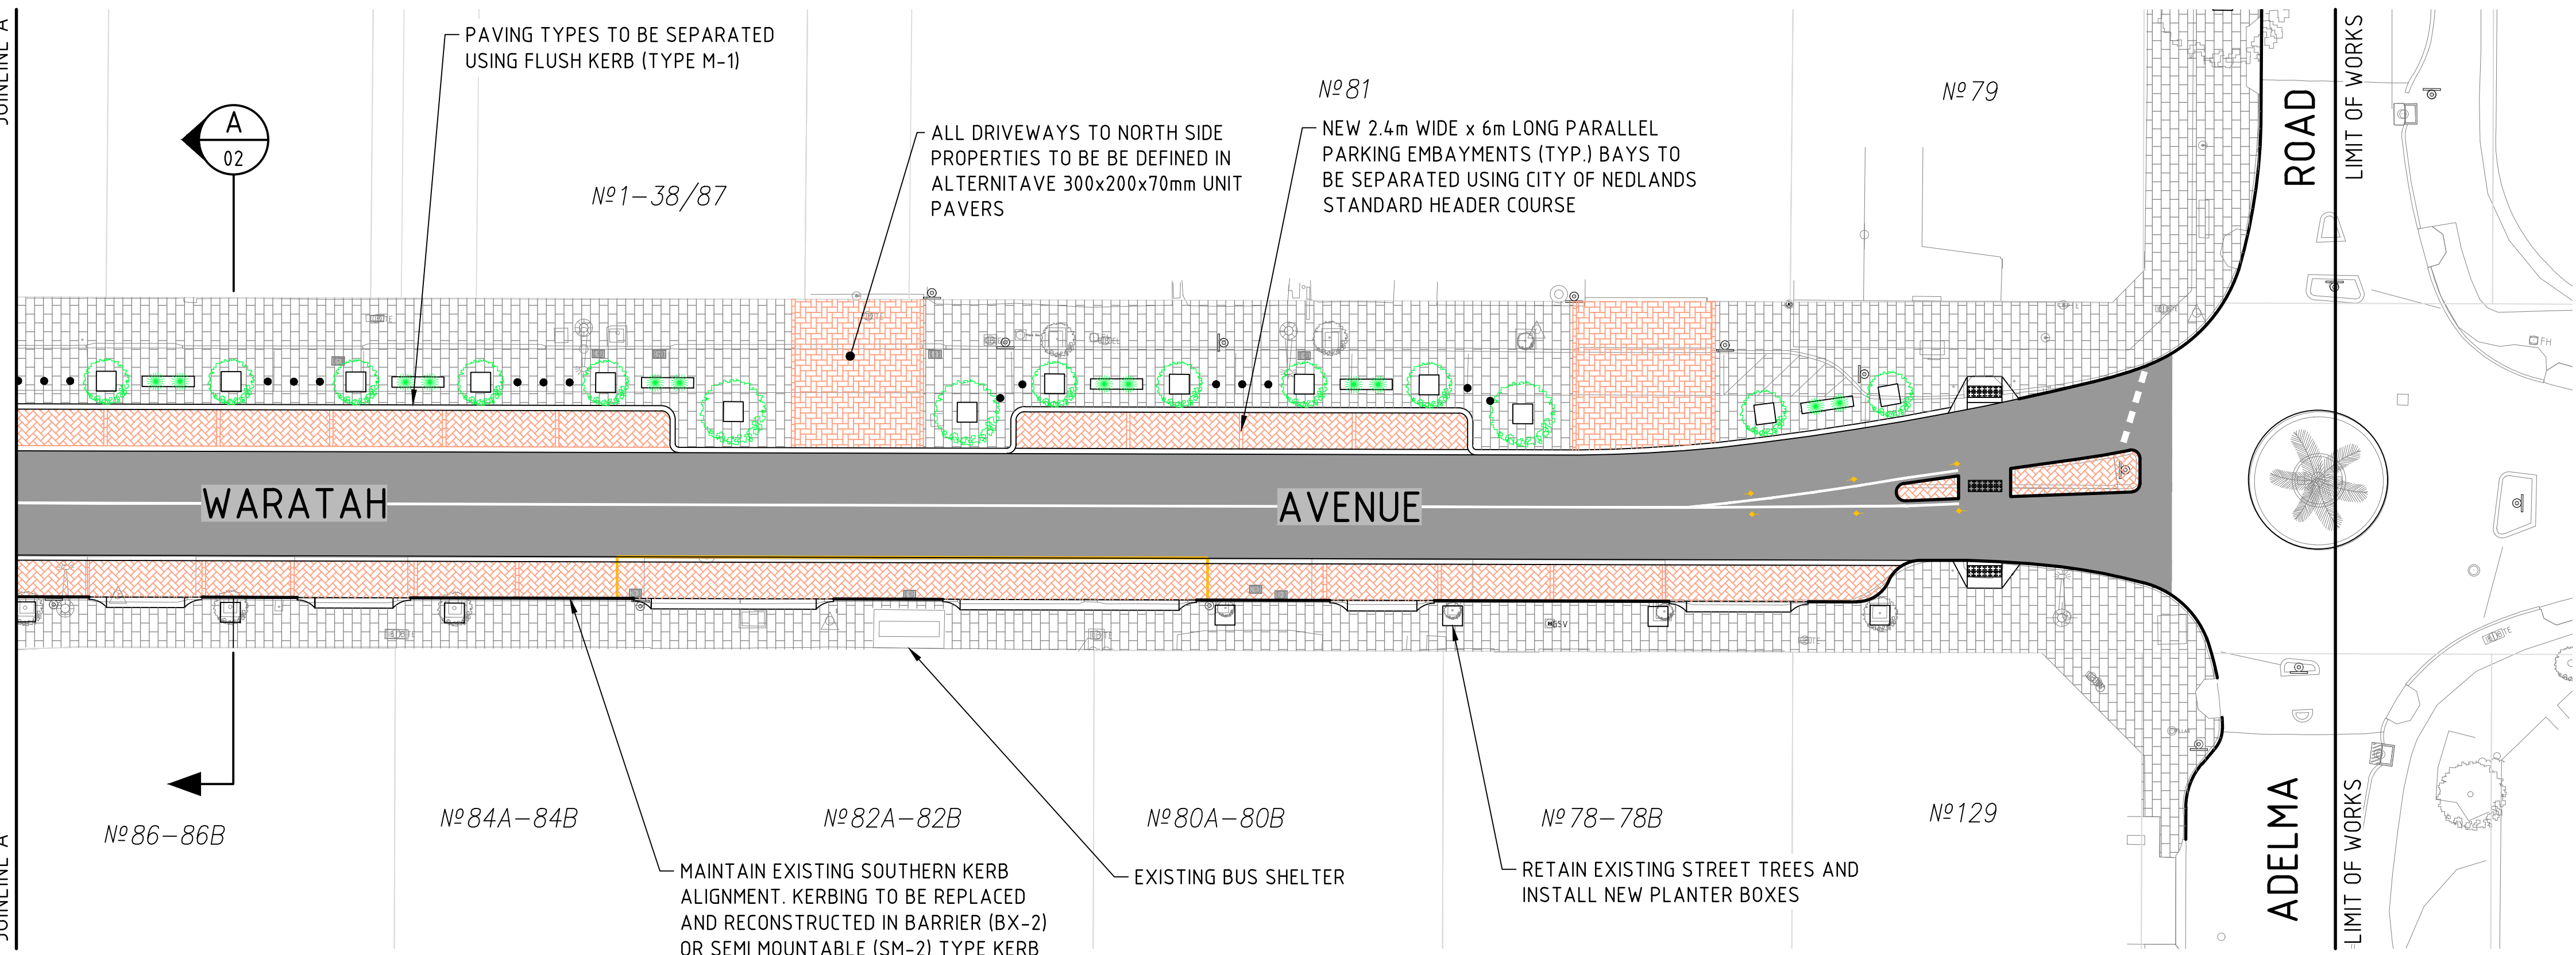 JOINLINE A
PAVING TYPES TO BE SEPARATED
USING FLUSH KERB (TYPE M-1)
A
02
Nº1-38/87
ALL DRIVEWAYS TO NORTH SIDE
PROPERTIES TO BE BE DEFINED IN
ALTERNITAVE 300x200x70mm UNIT
PAVERS
Nº81
NEW 2.4m WIDE x 6m LONG PARALLEL
PARKING EMBAYMENTS (TYP.) BAYS TO
BE SEPARATED USING CITY OF NEDLANDS
STANDARD HEADER COURSE
Nº79
ROAD
LIMIT OF WORKS
FH
WARATAH
AVENUE
Nº86-86B
Nº84A-84B
Nº82A-82B
Nº80A-80B
Nº78-78B
Nº129
MAINTAIN EXISTING SOUTHERN KERB
ALIGNMENT. KERBING TO BE REPLACED
AND RECONSTRUCTED IN BARRIER (BX-2)
OR SEMI MOUNTABLE (SM-2) TYPE KERB
EXISTING BUS SHELTER
RETAIN EXISTING STREET TREES AND
INSTALL NEW PLANTER BOXES
ADELMA
LIMIT OF WORKS
JOINLINE A